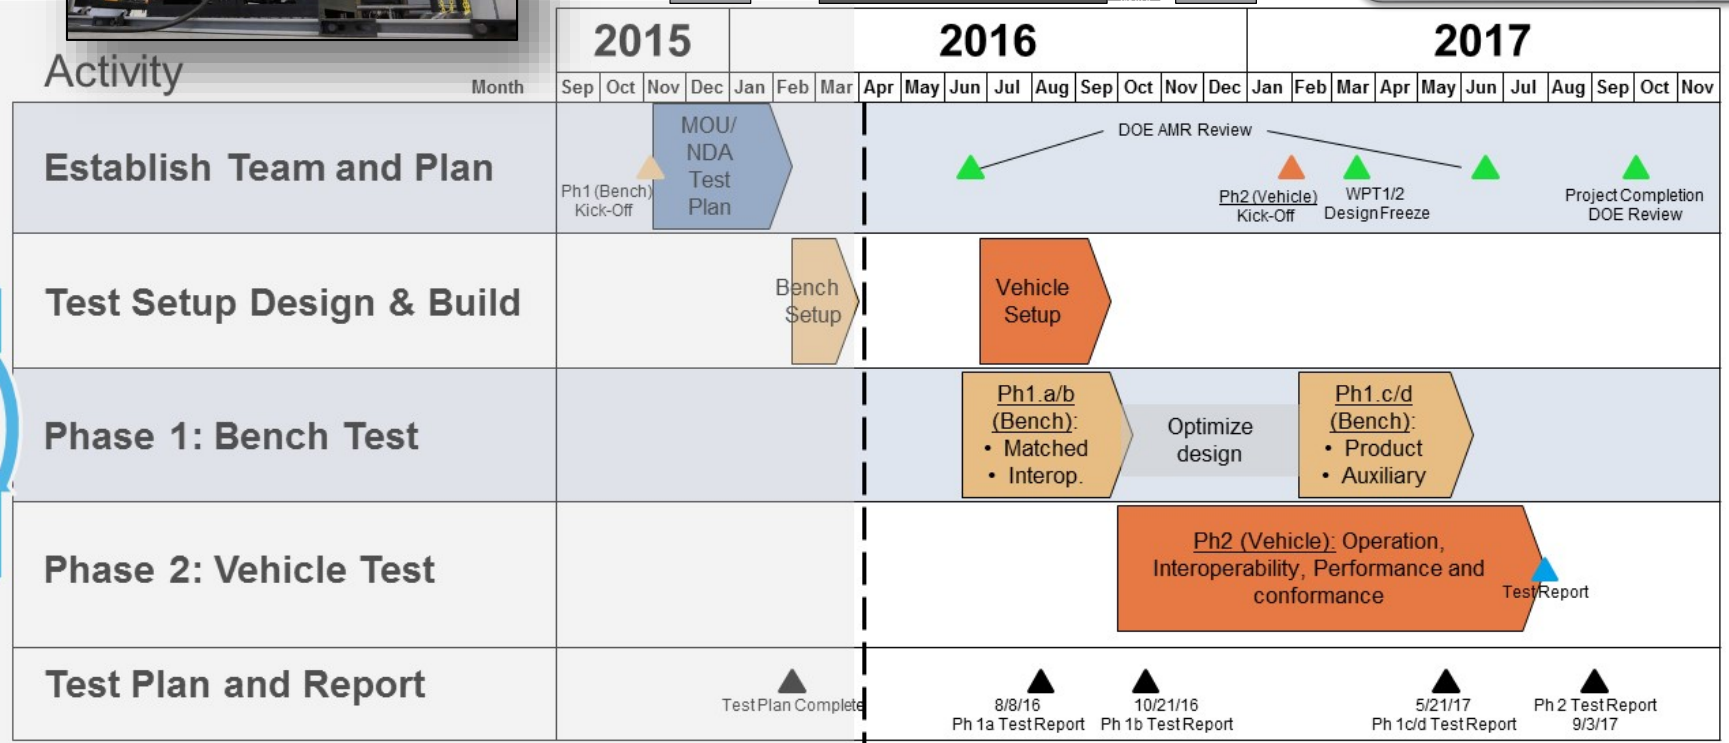 2015 2016 2017
Activity
Month Sep Oct Nov Dec Jan Feb Mar Apr May Jun Jul Aug Sep Oct Nov Dec Jan Feb Mar Apr May Jun Jul Aug Sep Oct Nov
Establish Team and Plan
Ph1 (Bench)
Kick-Off
MOU/
NDA
Test
Plan
DOE AMR Review
Ph2 (Vehicle)
Kick-Off
WPT1/2
Design Freeze
Project Completion
DOE Review
Test Setup Design & Build
Bench
Setup
Vehicle
Setup
Phase 1: Bench Test
Ph1.a/b
(Bench):
• Matched
• Interop.
Optimize
design
Ph1.c/d
(Bench):
• Product
• Auxiliary
Phase 2: Vehicle Test
Ph2 (Vehicle): Operation,
Interoperability, Performance and
conformance
Test Report
Test Plan and Report
Test Plan Complete
8/8/16
Ph 1a Test Report
10/21/16
Ph 1b Test Report
5/21/17
Ph 1c/d Test Report
Ph 2 Test Report
9/3/17